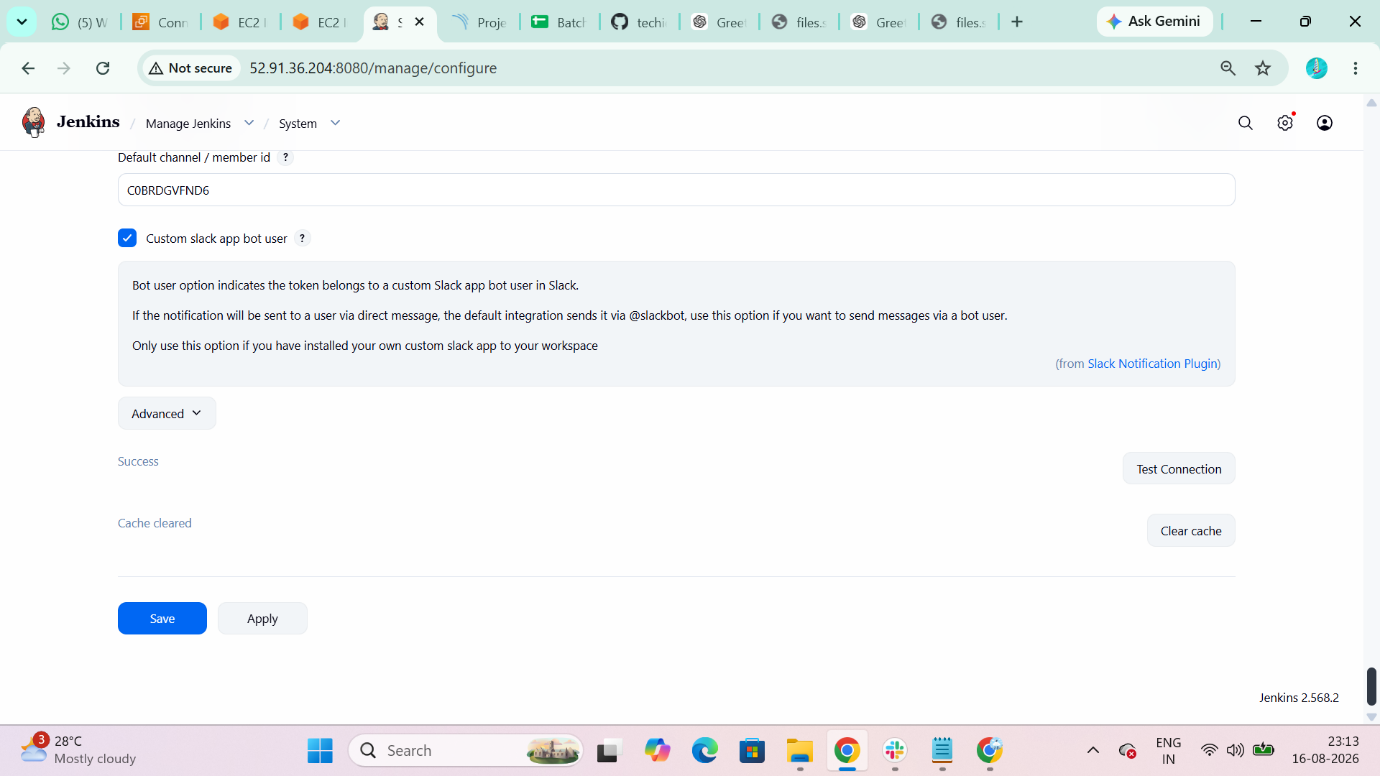 (5) W
Conn
EC2 I
EC2 I
S
Proje
Batch
techi
Greet
files.s
Greet
files.s
Ask Gemini
Not secure
52.91.36.204:8080/manage/configure
Jenkins / Manage Jenkins / System
Default channel / member id ?
C0BRDGVFND6
Custom slack app bot user ?
Bot user option indicates the token belongs to a custom Slack app bot user in Slack.
If the notification will be sent to a user via direct message, the default integration sends it via @slackbot, use this option if you want to send messages via a bot user.
Only use this option if you have installed your own custom slack app to your workspace
(from Slack Notification Plugin)
Advanced
Success
Test Connection
Cache cleared
Clear cache
Save
Apply
Jenkins 2.568.2
3
28°C
Mostly cloudy
Search
ENG
IN
23:13
16-08-2026